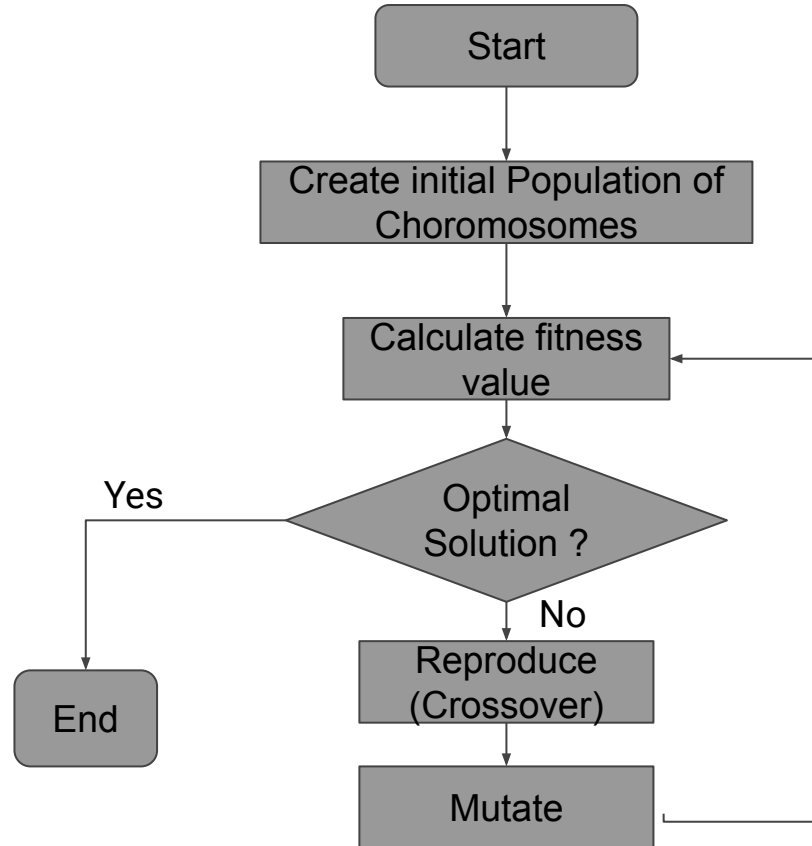 Start
Create initial Population of
Choromosomes
Calculate fitness
value
Yes
Optimal
Solution ?
No
Reproduce
(Crossover)
End
Mutate